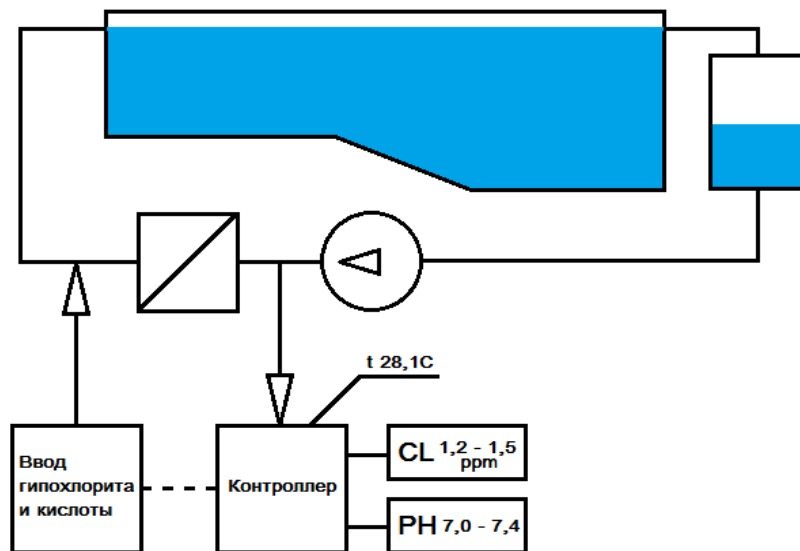 t 28,1C
Ввод
гипохлорита
и кислоты
Контроллер
CL 1,2 - 1,5
ppm
PH 7,0 - 7,4